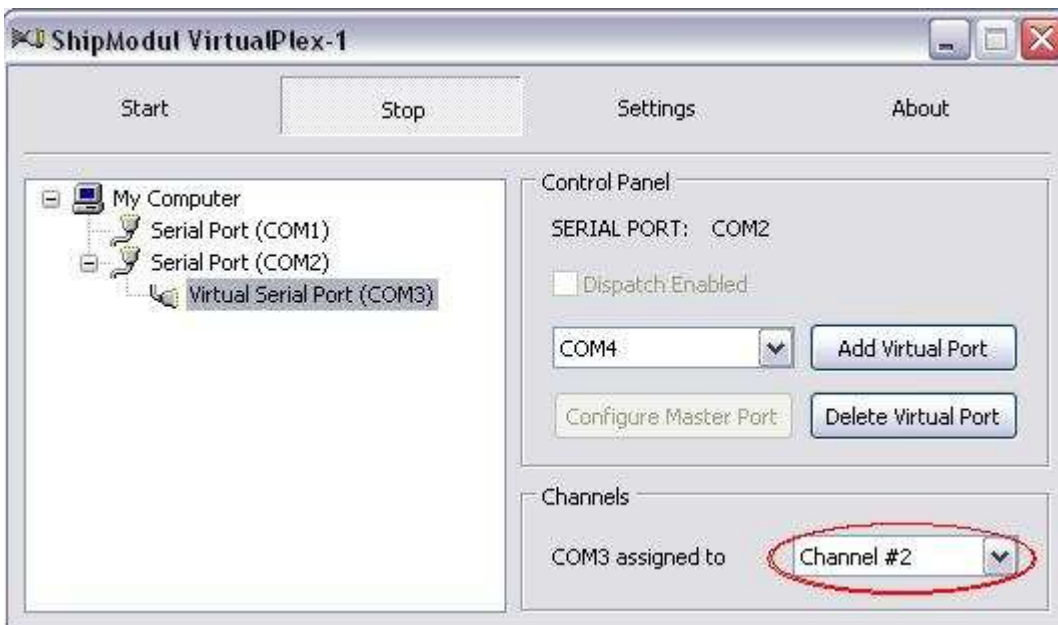 ShipModul VirtualPlex-1
Start Stop Settings About
My Computer
Serial Port (COM1)
Serial Port (COM2)
Virtual Serial Port (COM3)
Control Panel
SERIAL PORT: COM2
Dispatch Enabled
COM4 Add Virtual Port
Configure Master Port Delete Virtual Port
Channels
COM3 assigned to Channel #2